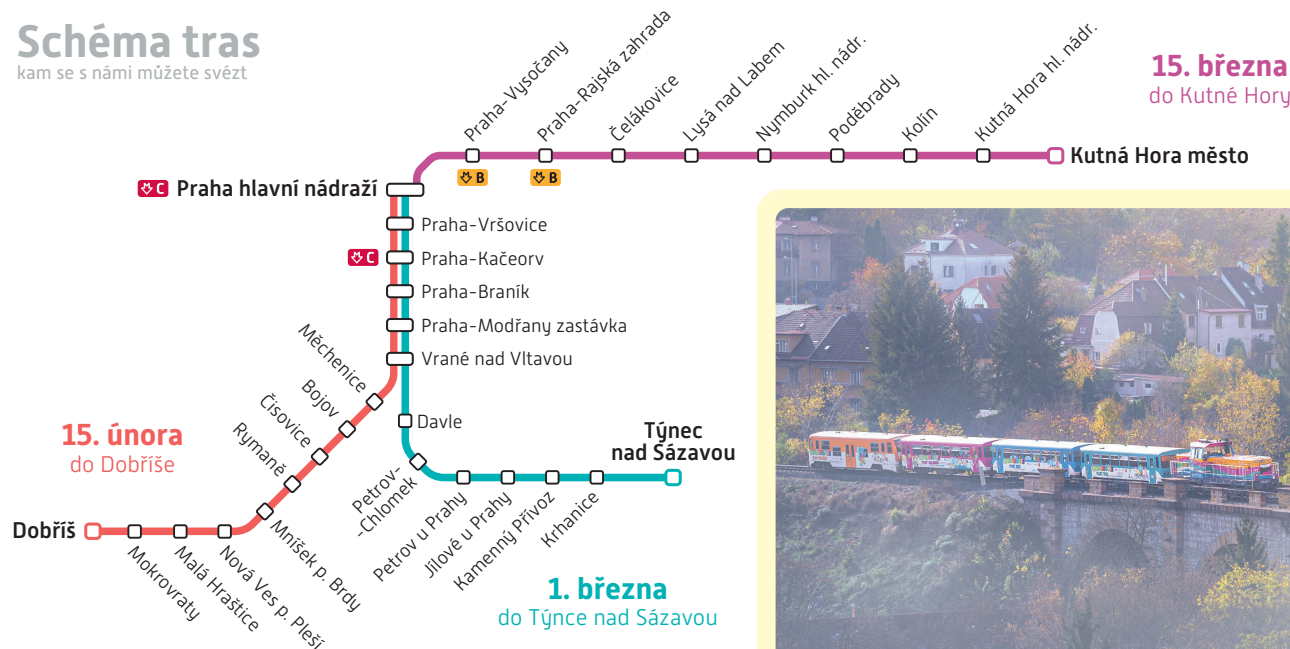 Schéma tras
kam se s námi můžete svézt
Praha-Vysočany
Praha-Rajská zahrada
Čelákovice
Lysá nad Labem
Nymburk hl. nádr.
Poděbrady
Kolín
Kutná Hora hl. nádr.
15. března
do Kutné Hory
Kutná Hora město
B
B
C Praha hlavní nádraží
Praha-Vršovice
C
Praha-Kačeorv
Praha-Braník
Praha-Modřany zastávka
Vrané nad Vltavou
Měchenice
Bojov
Čisovice
Rymaně
15. února
do Dobříše
Davle
Týnec
nad Sázavou
Petrov-
-Chlomek
Petrov u Prahy
Jílové u Prahy
Kamenný Přívoz
Krhanice
Dobříš
Mokrovraty
Malá Hraštice
Nová Ves p. Pleší
Mníšek p. Brdy
1. března
do Týnce nad Sázavou